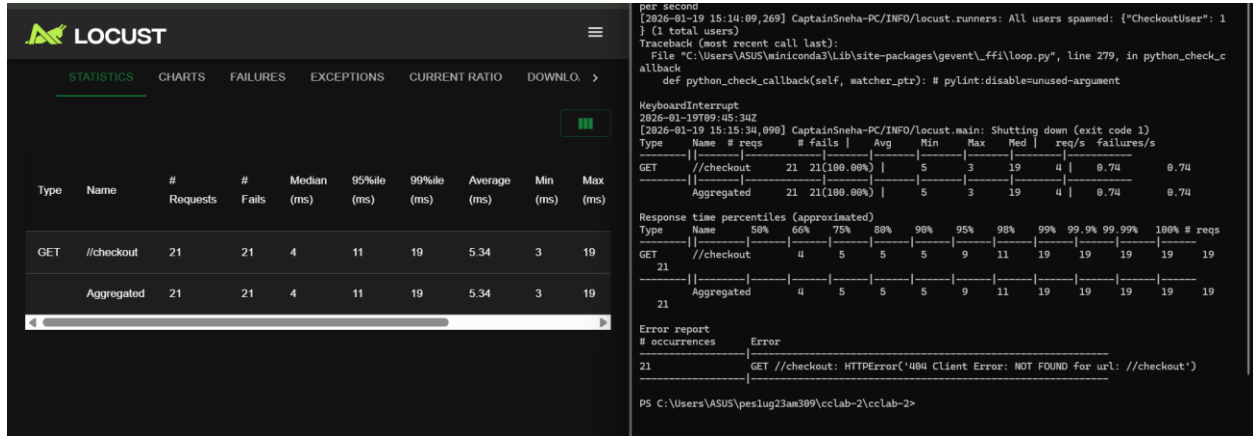 LOCUST
STATISTICS CHARTS FAILURES EXCEPTIONS CURRENT RATIO DOWNLO.
Type Name # Requests # Fails Median (ms) 95%ile (ms) 99%ile (ms) Average (ms) Min (ms) Max (ms)
GET //checkout 21 21 4 11 19 5.34 3 19
Aggregated 21 21 4 11 19 5.34 3 19
per second
[2026-01-19 15:14:09,269] CaptainSneha-PC/INFO/locust.runners: All users spawned: {"CheckoutUser": 1
} (1 total users)
Traceback (most recent call last):
File "C:\Users\ASUS\miniconda3\Lib\site-packages\gevent\_ffi\loop.py", line 279, in python_check_c
allback
def python_check_callback(self, watcher_ptr): # pylint:disable=unused-argument
KeyboardInterrupt
2026-01-19T09:45:34Z
[2026-01-19 15:15:34,090] CaptainSneha-PC/INFO/locust.main: Shutting down (exit code 1)
Type Name # reqs # fails | Avg Min Max Med | req/s failures/s
--------||-------|-------------|-------|-------|-------|-------|--------|-----------
GET //checkout 21 21(100.00%) | 5 3 19 4 | 0.74 0.74
--------||-------|-------------|-------|-------|-------|-------|--------|-----------
Aggregated 21 21(100.00%) | 5 3 19 4 | 0.74 0.74
Response time percentiles (approximated)
Type Name 50% 66% 75% 80% 90% 95% 98% 99% 99.9% 99.99% 100% # reqs
--------||--------|------|------|------|------|------|------|------|------|------|------|------
GET //checkout 4 5 5 5 9 11 19 19 19 19 19
21
--------||--------|------|------|------|------|------|------|------|------|------|------|------
Aggregated 4 5 5 5 9 11 19 19 19 19 19
21
Error report
# occurrences Error
------------------|---------------------------------------------------------------
21 GET //checkout: HTTPError('404 Client Error: NOT FOUND for url: //checkout')
------------------|---------------------------------------------------------------
PS C:\Users\ASUS\pes1ug23am309\cclab-2\cclab-2>